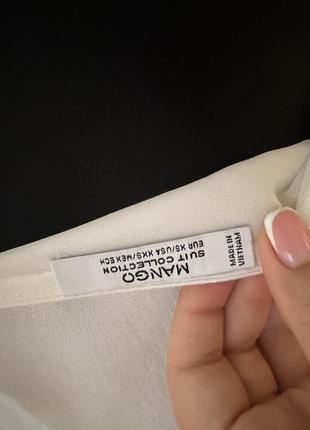 MANGO
SUIT COLLECTION
EUR XS/USA XXS/MEX ECH
MADE IN
VIETNAM